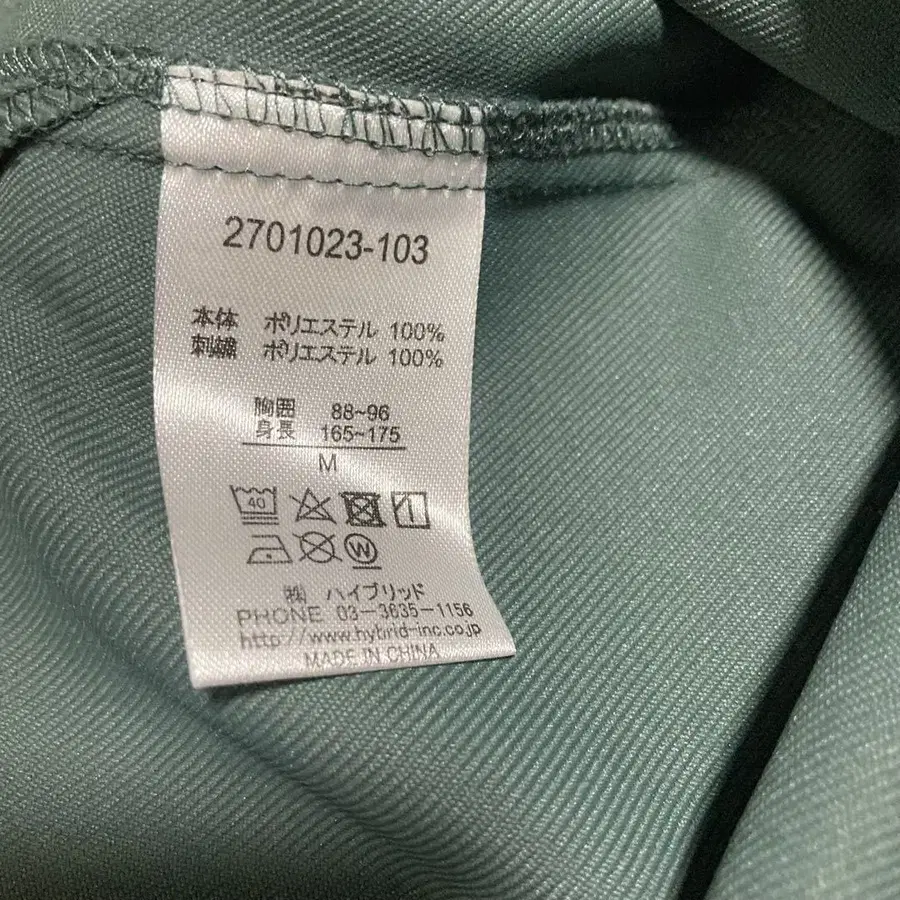 2701023-103
本体 ポリエステル 100%
刺繍 ポリエステル 100%
胸囲 88~96
身長 165~175
M
40
W
㈱ ハイブリッド
PHONE 03-3635-1156
http://www.hybrid-inc.co.jp
MADE IN CHINA